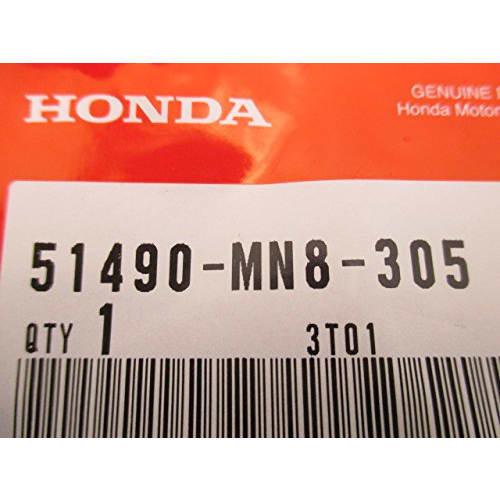 HONDA
GENUINE
Honda Motor
51490-MN8-305
QTY 1 3T01